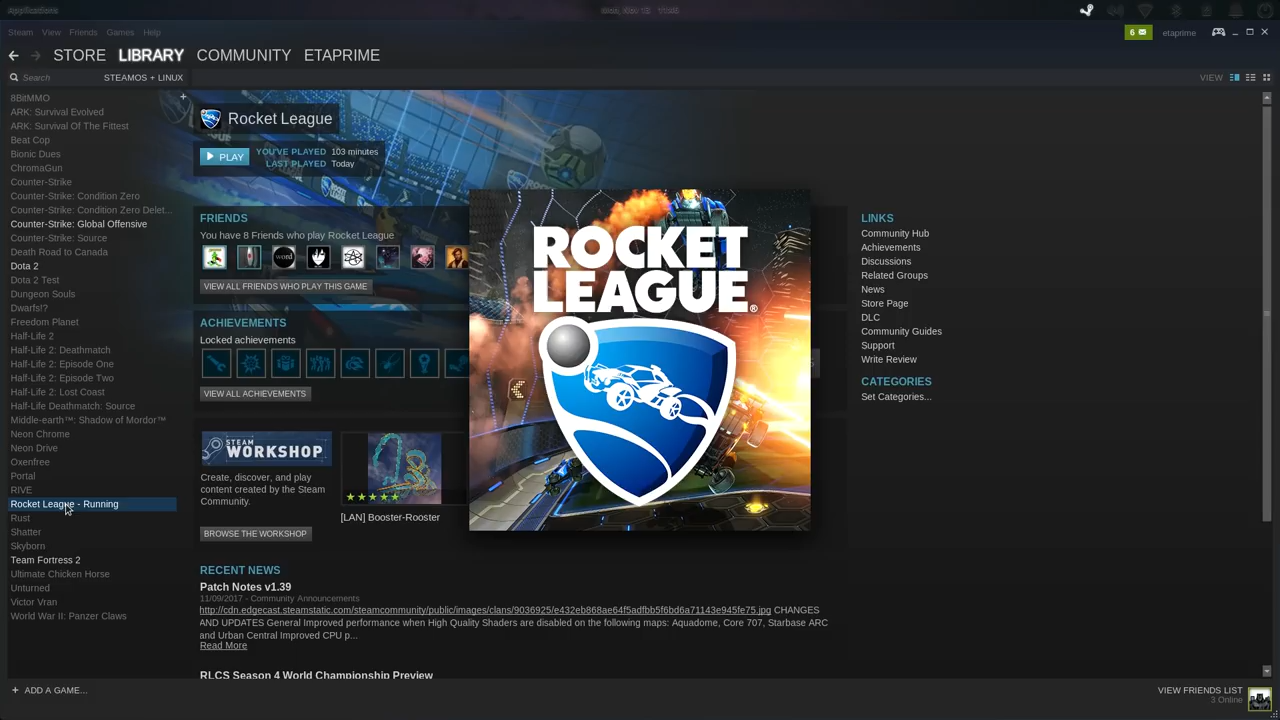 Applications
Wed, Nov 15 11:46
Steam View Friends Games Help
6
etaprime
STORE LIBRARY COMMUNITY ETAPRIME
Search
STEAMOS + LINUX
VIEW
8BitMMO
ARK: Survival Evolved
ARK: Survival Of The Fittest
Beat Cop
Bionic Dues
ChromaGun
Counter-Strike
Counter-Strike: Condition Zero
Counter-Strike: Condition Zero Delet...
Counter-Strike: Global Offensive
Counter-Strike: Source
Death Road to Canada
Dota 2
Dota 2 Test
Dungeon Souls
Dwarfs!?
Freedom Planet
Half-Life 2
Half-Life 2: Deathmatch
Half-Life 2: Episode One
Half-Life 2: Episode Two
Half-Life 2: Lost Coast
Half-Life Deathmatch: Source
Middle-earth™: Shadow of Mordor™
Neon Chrome
Neon Drive
Oxenfree
Portal
RIVE
Rocket League - Running
Rust
Shatter
Skyborn
Team Fortress 2
Ultimate Chicken Horse
Unturned
Victor Vran
World War II: Panzer Claws
Rocket League
PLAY
YOU'VE PLAYED 103 minutes
LAST PLAYED Today
FRIENDS
You have 8 Friends who play Rocket League
word
VIEW ALL FRIENDS WHO PLAY THIS GAME
ACHIEVEMENTS
Locked achievements
VIEW ALL ACHIEVEMENTS
STEAM
WORKSHOP
Create, discover, and play
content created by the Steam
Community.
BROWSE THE WORKSHOP
[LAN] Booster-Rooster
ROCKET
LEAGUE®
RECENT NEWS
Patch Notes v1.39
11/09/2017 - Community Announcements
http://cdn.edgecast.steamstatic.com/steamcommunity/public/images/clans/9036925/e432eb868ae64f5adfbb5f6bd6a71143e945fe75.jpg CHANGES
AND UPDATES General Improved performance when High Quality Shaders are disabled on the following maps: Aquadome, Core 707, Starbase ARC
and Urban Central Improved CPU p...
Read More
RLCS Season 4 World Championship Preview
LINKS
Community Hub
Achievements
Discussions
Related Groups
News
Store Page
DLC
Community Guides
Support
Write Review
CATEGORIES
Set Categories...
+ ADD A GAME...
VIEW FRIENDS LIST
3 Online